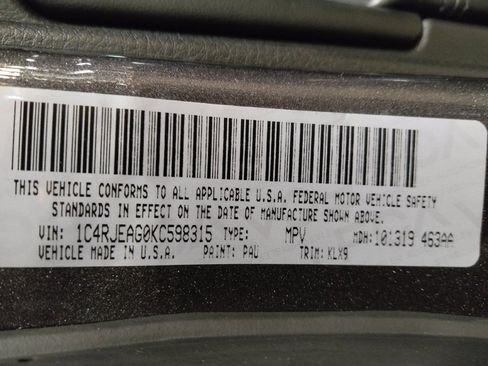 THIS VEHICLE CONFORMS TO ALL APPLICABLE U.S.A. FEDERAL MOTOR VEHICLE SAFETY
STANDARDS IN EFFECT ON THE DATE OF MANUFACTURE SHOWN ABOVE.
VIN: 1C4RJEAG0KC598315 TYPE: MPV MDH: 101319 463AA
VEHICLE MADE IN U.S.A. PAINT: PAU TRIM: KLX9